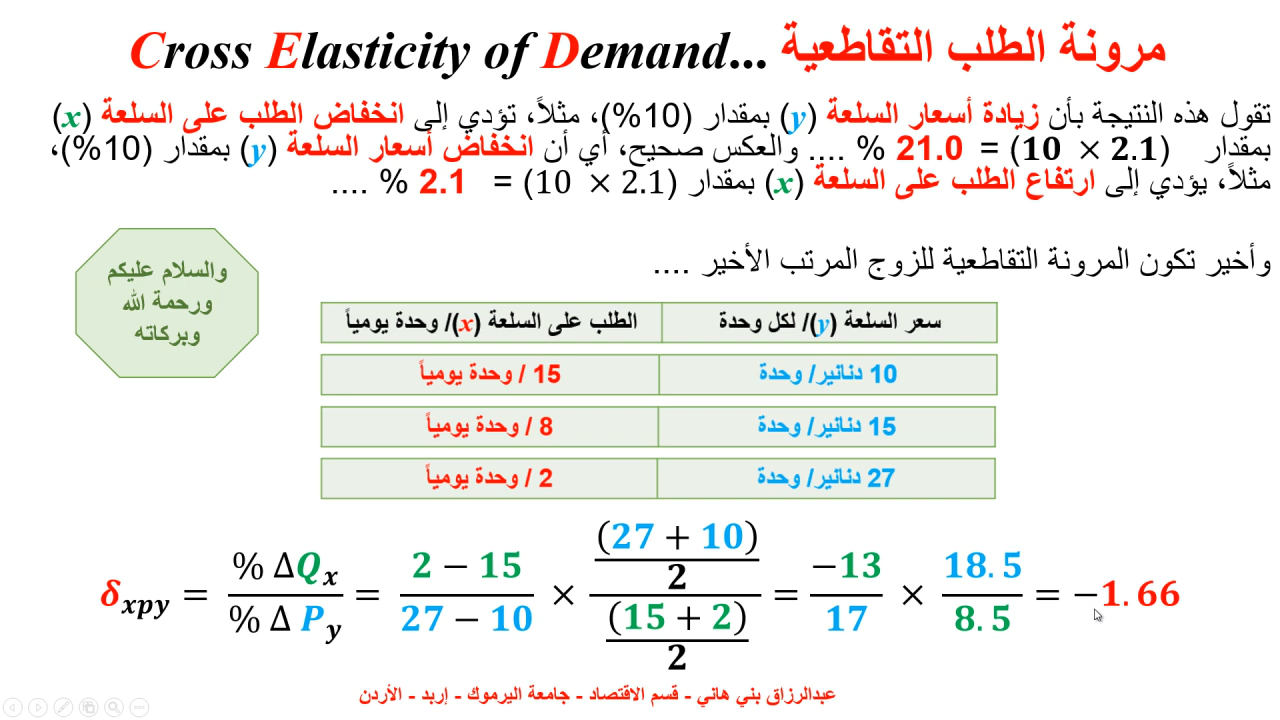 مرونة الطلب التقاطعية ...Cross Elasticity of Demand
تقول هذه النتيجة بأن زيادة أسعار السلعة (y) بمقدار (10%)، مثلاً، تؤدي إلى انخفاض الطلب على السلعة (x)
بمقدار (10 × 2.1) = 21.0 % .... والعكس صحيح، أي أن انخفاض أسعار السلعة (y) بمقدار (10%)،
مثلاً، يؤدي إلى ارتفاع الطلب على السلعة (x) بمقدار (10 × 2.1) = 2.1 % ....
وأخير تكون المرونة التقاطعية للزوج المرتب الأخير ....
والسلام عليكم
ورحمة الله
وبركاته
سعر السلعة (y)/ لكل وحدة الطلب على السلعة (x)/ وحدة يومياً
10 دنانير/ وحدة 15 / وحدة يومياً
15 دنانير/ وحدة 8 / وحدة يومياً
27 دنانير/ وحدة 2 / وحدة يومياً
δxpy = % ΔQx / % Δ Py = 2 − 15 / 27 − 10 × (27 + 10) / 2 / (15 + 2) / 2 = −13 / 17 × 18.5 / 8.5 = −1.66
عبدالرزاق بني هاني - قسم الاقتصاد - جامعة اليرموك - إربد - الأردن